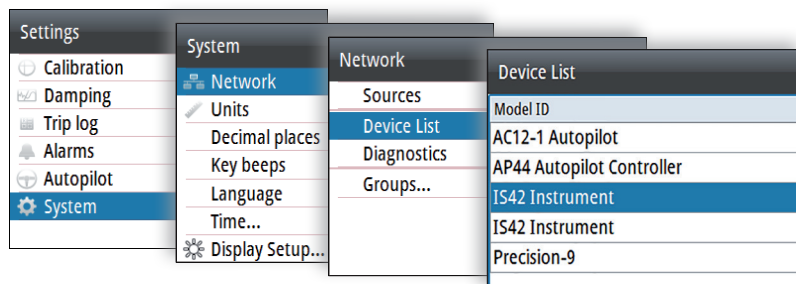 Settings
Calibration
Damping
Trip log
Alarms
Autopilot
System
System
Network
Units
Decimal places
Key beeps
Language
Time...
Display Setup...
Network
Sources
Device List
Diagnostics
Groups...
Device List
Model ID
AC12-1 Autopilot
AP44 Autopilot Controller
IS42 Instrument
IS42 Instrument
Precision-9